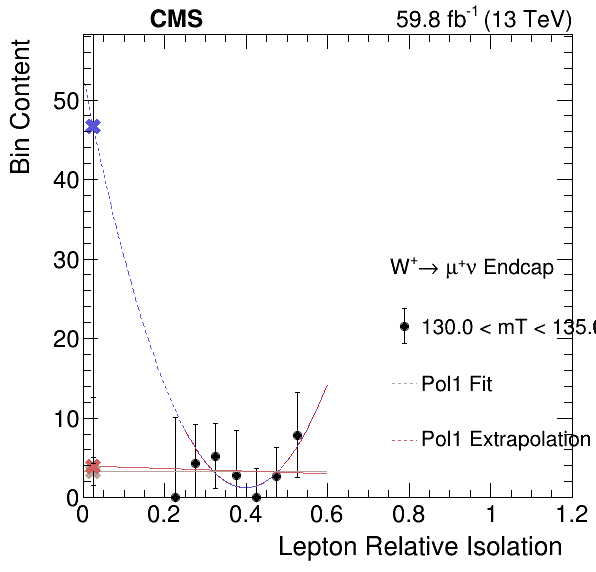 CMS 59.8 fb⁻¹ (13 TeV)
Bin Content
50
40
30
20
10
0
W⁺→ μ⁺ν Endcap
130.0 < mT < 135.0
Pol1 Fit
Pol1 Extrapolation
0 0.2 0.4 0.6 0.8 1 1.2
Lepton Relative Isolation